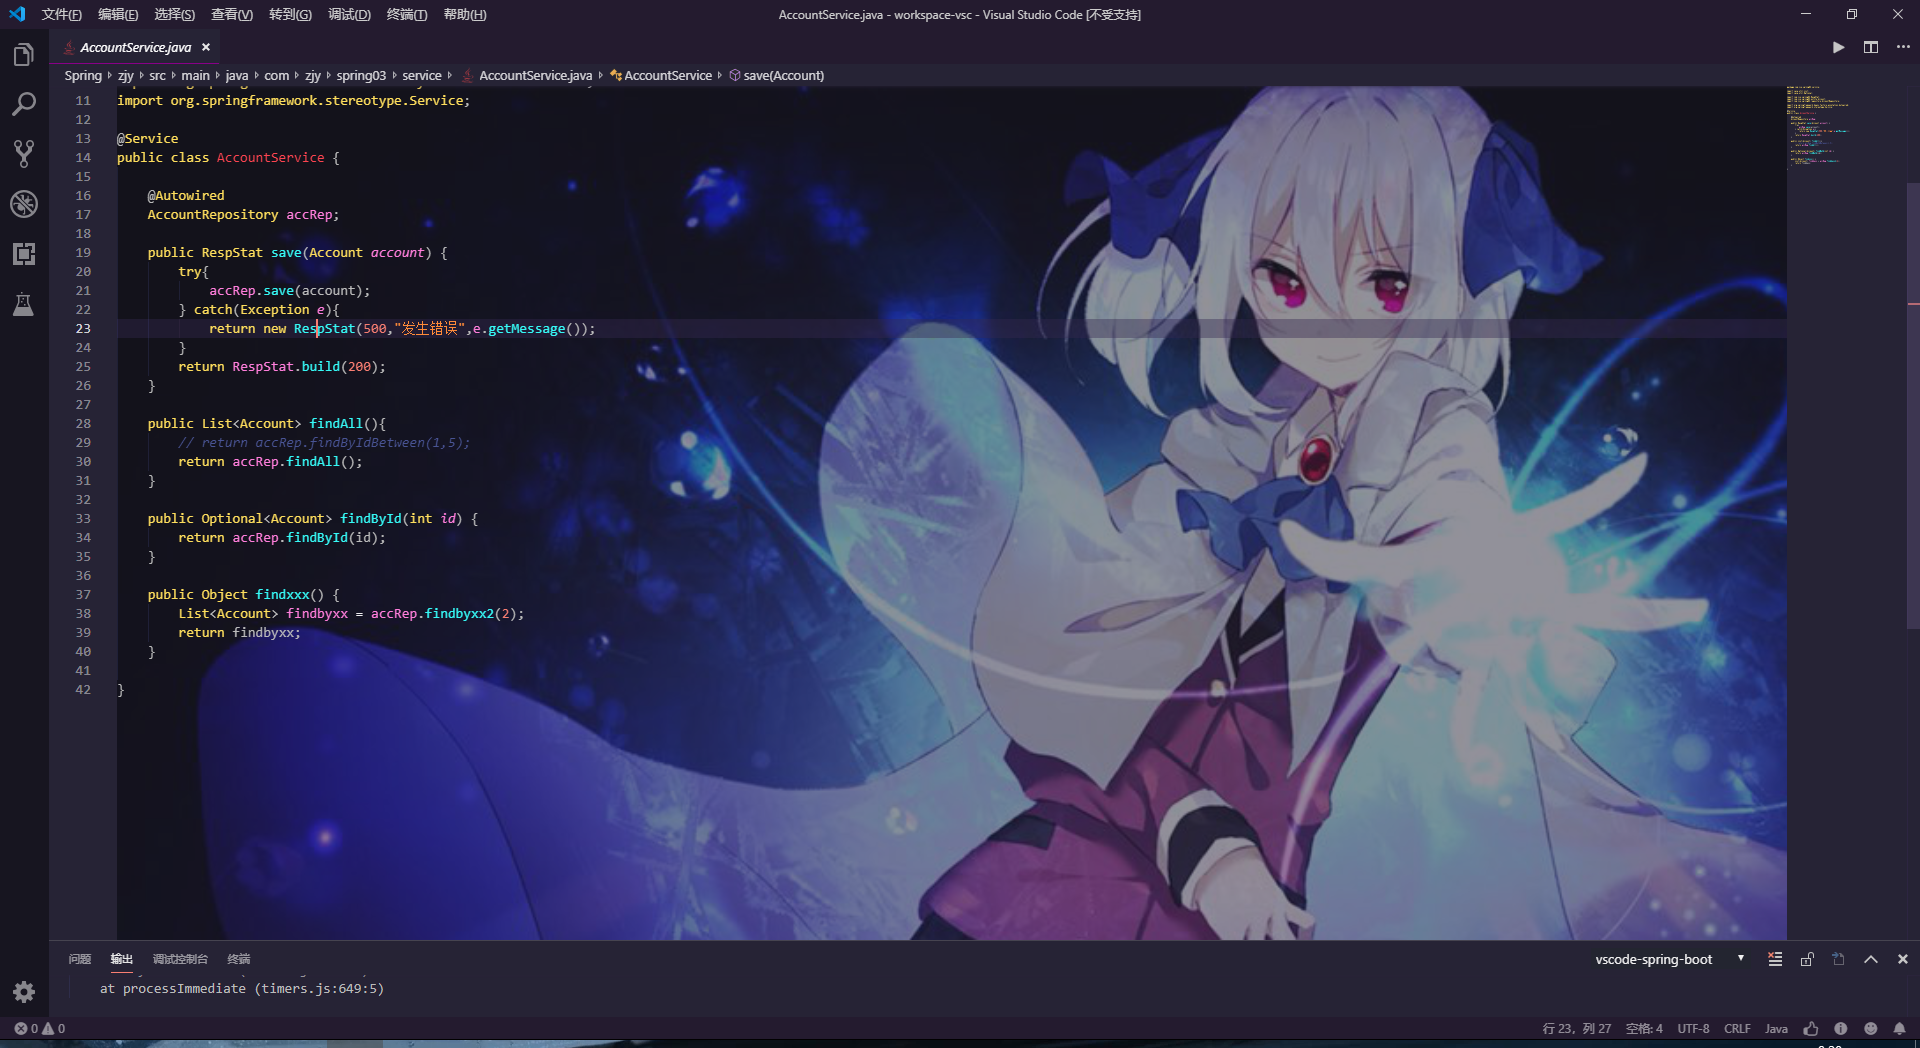 文件(F) 编辑(E) 选择(S) 查看(V) 转到(G) 调试(D) 终端(T) 帮助(H) AccountService.java - workspace-vsc - Visual Studio Code [不受支持]
AccountService.java
Spring zjy src main java com zjy spring03 service AccountService.java AccountService save(Account)
11 import org.springframework.stereotype.Service;
12
13 @Service
14 public class AccountService {
15
16 @Autowired
17 AccountRepository accRep;
18
19 public RespStat save(Account account) {
20 try{
21 accRep.save(account);
22 } catch(Exception e){
23 return new RespStat(500,"发生错误",e.getMessage());
24 }
25 return RespStat.build(200);
26 }
27
28 public List<Account> findAll(){
29 // return accRep.findByIdBetween(1,5);
30 return accRep.findAll();
31 }
32
33 public Optional<Account> findById(int id) {
34 return accRep.findById(id);
35 }
36
37 public Object findxxx() {
38 List<Account> findbyxx = accRep.findbyxx2(2);
39 return findbyxx;
40 }
41
42 }
问题 输出 调试控制台 终端 vscode-spring-boot
at processImmediate (timers.js:649:5)
0 0 行 23，列 27 空格: 4 UTF-8 CRLF Java